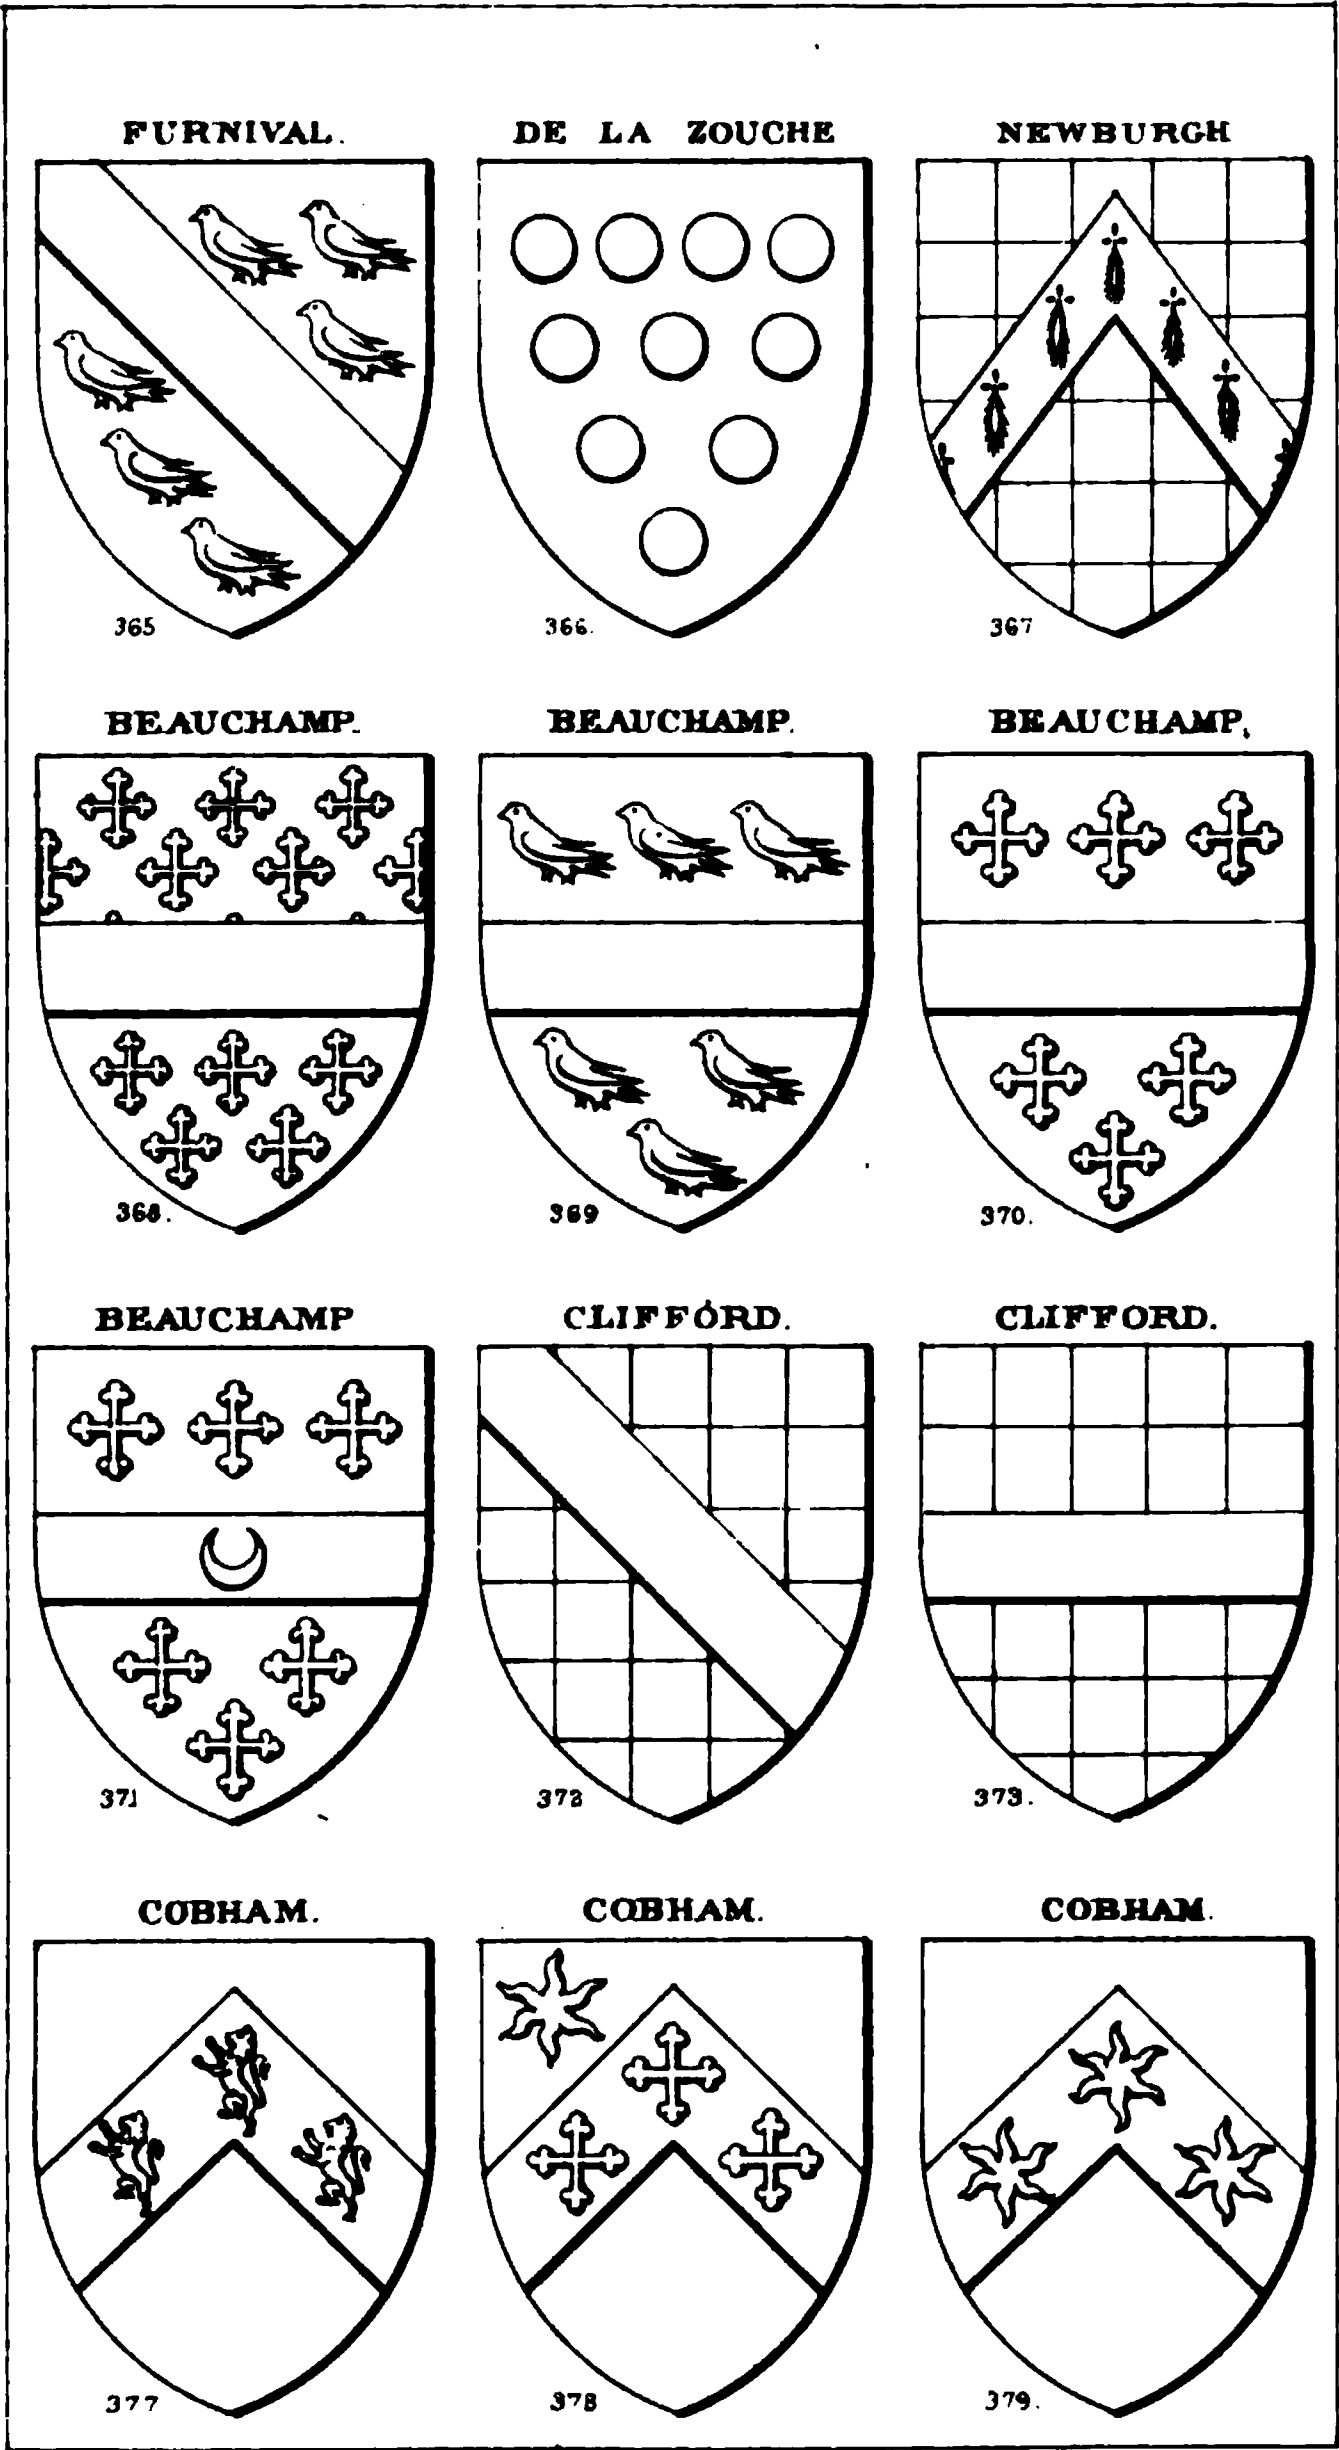 FURNIVAL. DE LA ZOUCHE NEWBURGH
365 366. 367
BEAUCHAMP. BEAUCHAMP. BEAUCHAMP.
368. 369 370.
BEAUCHAMP CLIFFORD. CLIFFORD.
371 372 373.
COBHAM. COBHAM. COBHAM.
377 378 379.